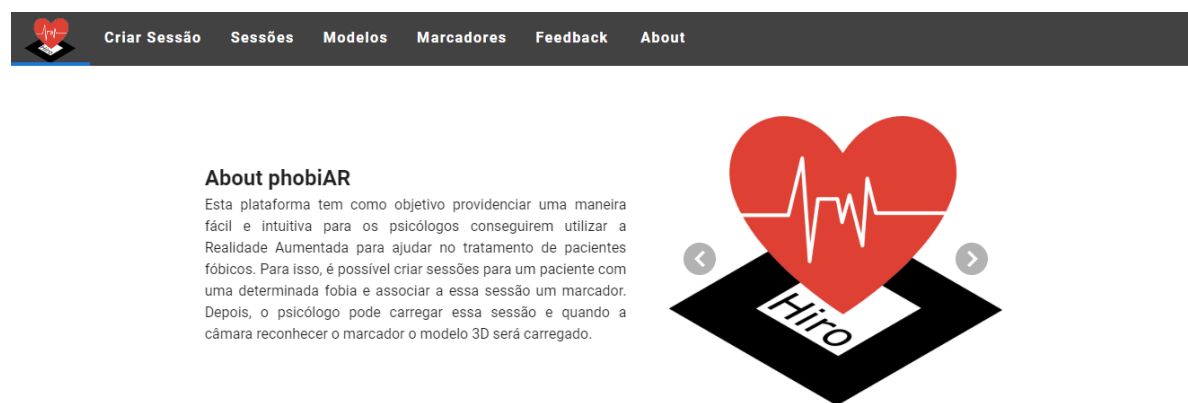 Criar Sessão Sessões Modelos Marcadores Feedback About
About phobiAR
Esta plataforma tem como objetivo providenciar uma maneira
fácil e intuitiva para os psicólogos conseguirem utilizar a
Realidade Aumentada para ajudar no tratamento de pacientes
fóbicos. Para isso, é possível criar sessões para um paciente com
uma determinada fobia e associar a essa sessão um marcador.
Depois, o psicólogo pode carregar essa sessão e quando a
câmara reconhecer o marcador o modelo 3D será carregado.
Hiro